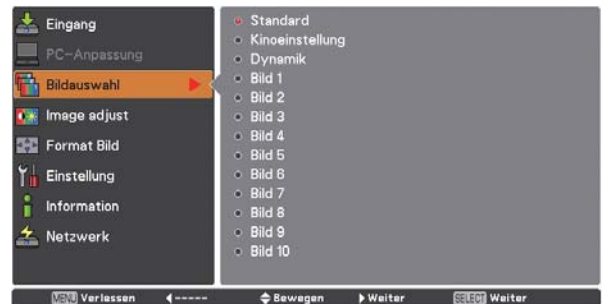 Eingang
PC-Anpassung
Bildauswahl
Image adjust
Format Bild
Einstellung
Information
Netzwerk
Standard
Kinoeinstellung
Dynamik
Bild 1
Bild 2
Bild 3
Bild 4
Bild 5
Bild 6
Bild 7
Bild 8
Bild 9
Bild 10
MENU Verlassen ----- Bewegen Weiter SELECT Weiter